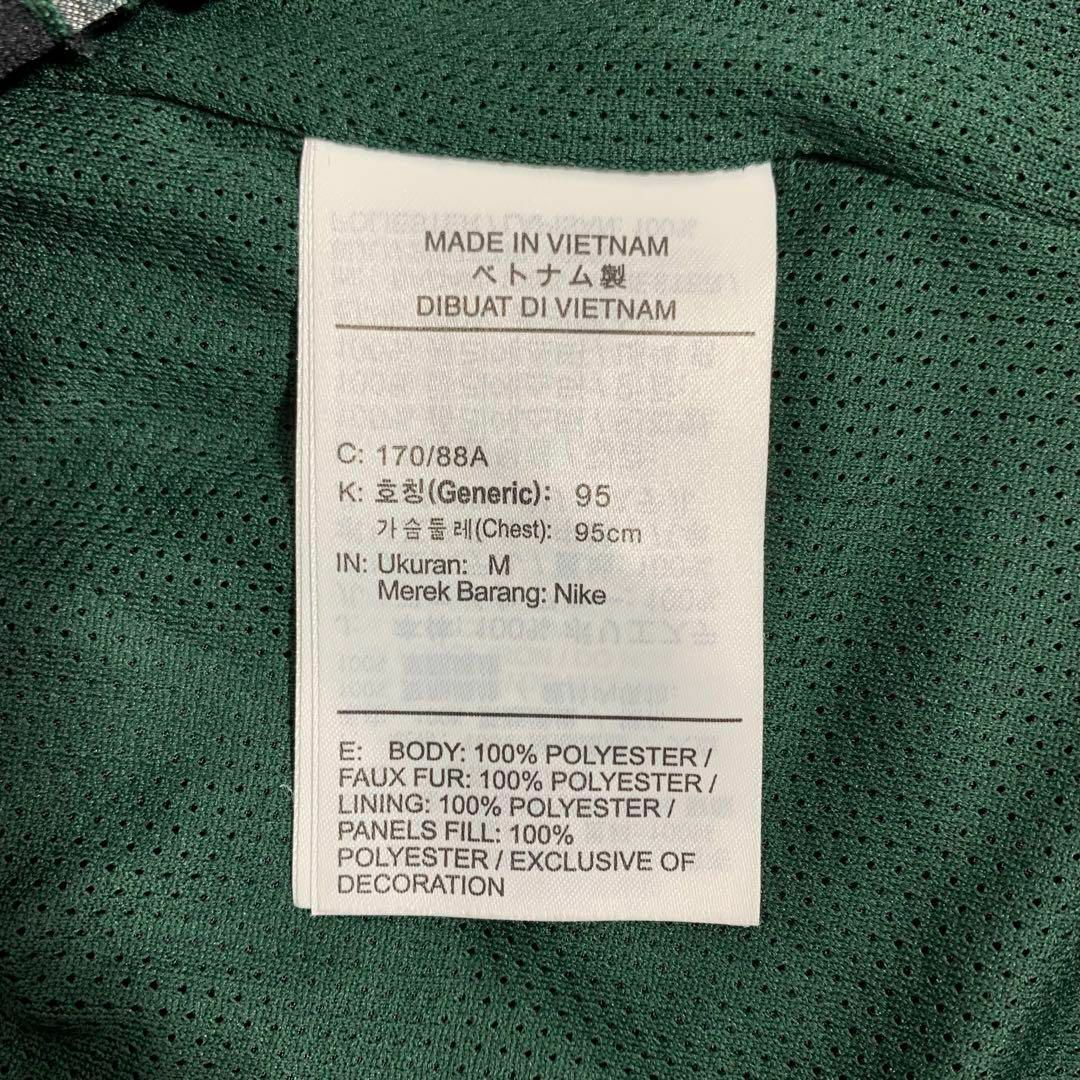 MADE IN VIETNAM
ベトナム製
DIBUAT DI VIETNAM
C: 170/88A
K: 호칭(Generic): 95
가슴둘레(Chest): 95cm
IN: Ukuran: M
Merek Barang: Nike
E: BODY: 100% POLYESTER /
FAUX FUR: 100% POLYESTER /
LINING: 100% POLYESTER /
PANELS FILL: 100%
POLYESTER / EXCLUSIVE OF
DECORATION